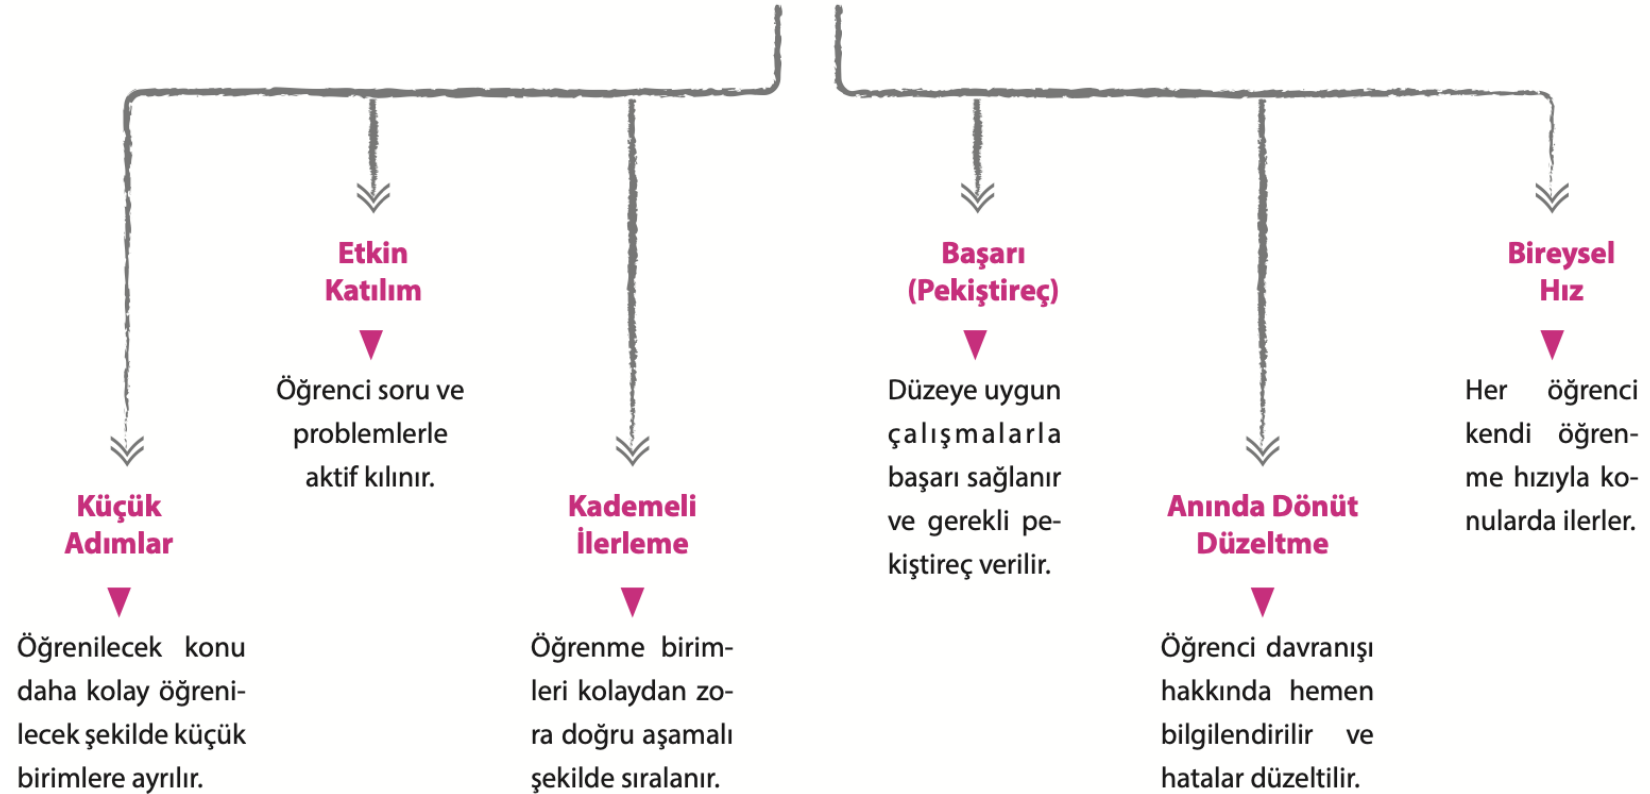 Küçük
Adımlar
Öğrenilecek konu
daha kolay öğreni-
lecek şekilde küçük
birimlere ayrılır.
Etkin
Katılım
Öğrenci soru ve
problemlerle
aktif kılınır.
Kademeli
İlerleme
Öğrenme birim-
leri kolaydan zo-
ra doğru aşamalı
şekilde sıralanır.
Başarı
(Pekiştireç)
Düzeye uygun
çalışmalarla
başarı sağlanır
ve gerekli pe-
kiştireç verilir.
Anında Dönüt
Düzeltme
Öğrenci davranışı
hakkında hemen
bilgilendirilir ve
hatalar düzeltilir.
Bireysel
Hız
Her öğrenci
kendi öğren-
me hızıyla ko-
nularda ilerler.